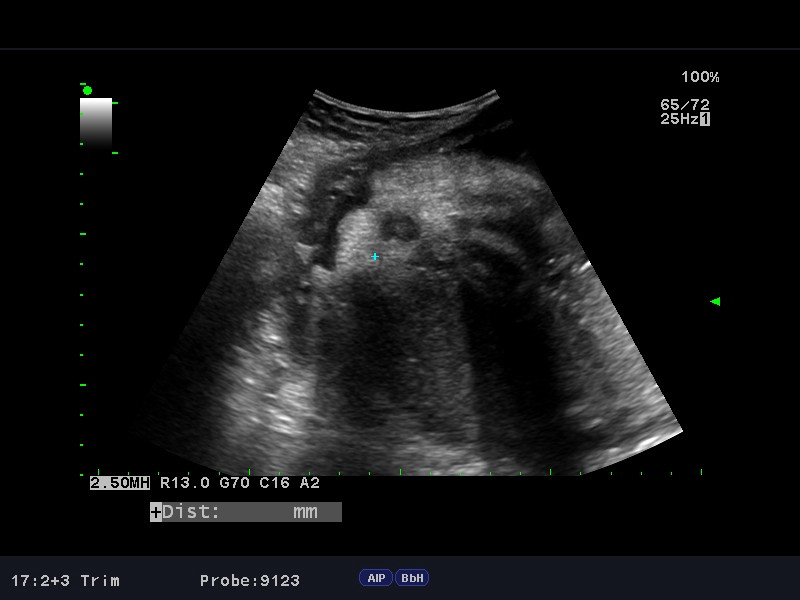 100%
65/72
25Hz1
2.50MH R13.0 G70 C16 A2
+Dist: mm
17:2+3 Trim Probe:9123 AIP BbH